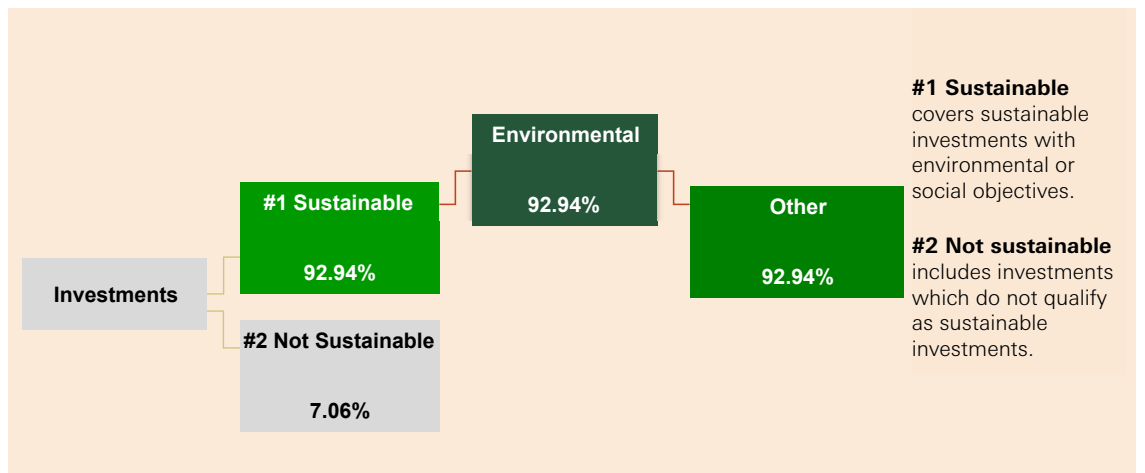 Investments
#1 Sustainable
92.94%
#2 Not Sustainable
7.06%
Environmental
92.94%
Other
92.94%
#1 Sustainable
covers sustainable
investments with
environmental or
social objectives.
#2 Not sustainable
includes investments
which do not qualify
as sustainable
investments.